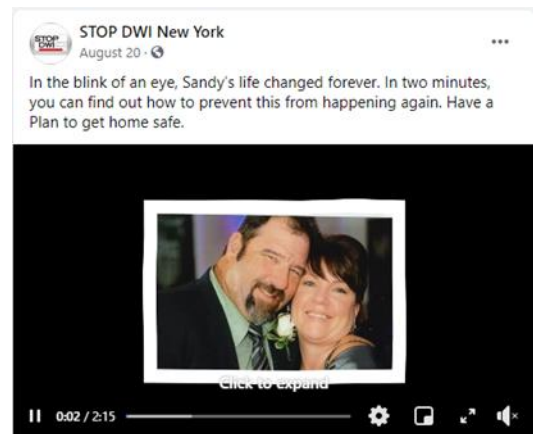 STOP DWI New York
STOP
DWI
August 20 ·
In the blink of an eye, Sandy's life changed forever. In two minutes,
you can find out how to prevent this from happening again. Have a
Plan to get home safe.
Click to expand
0:02 / 2:15